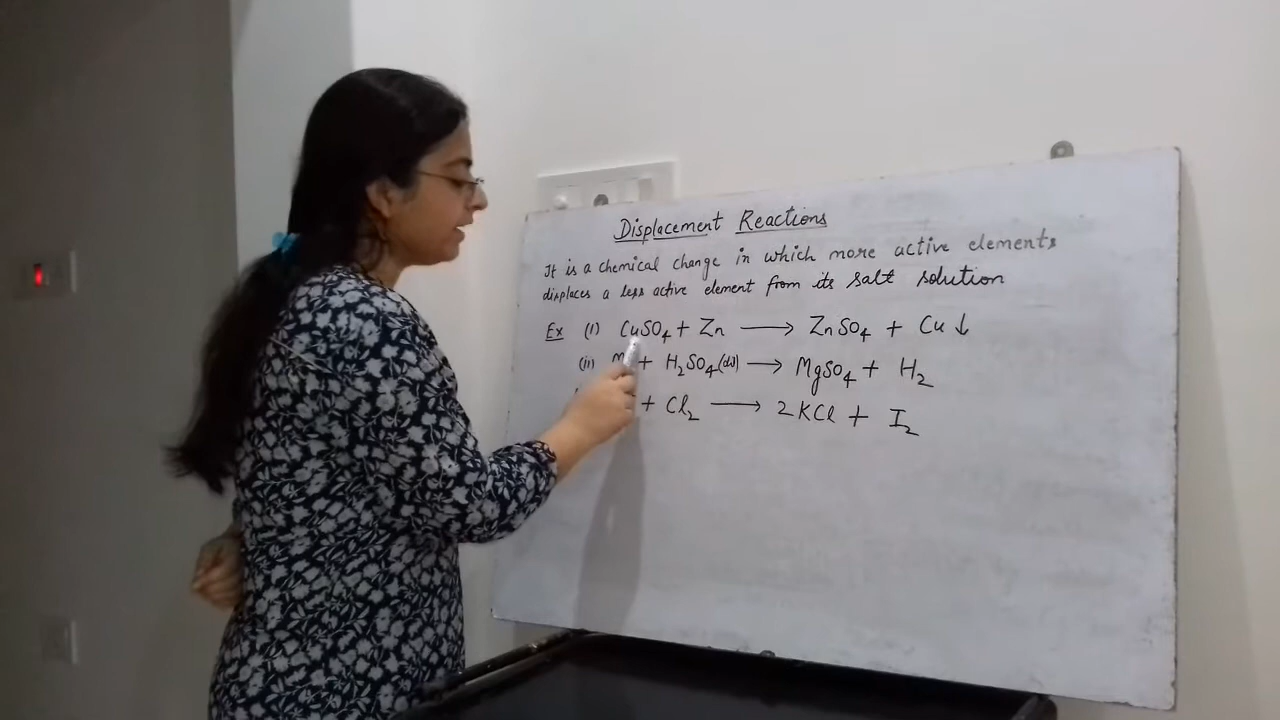 Displacement Reactions
It is a chemical change in which more active elements
displaces a less active element from its salt solution
Ex (i) CuSO₄ + Zn ⟶ ZnSO₄ + Cu ↓
(ii) M + H₂SO₄(dil) ⟶ MgSO₄ + H₂
+ Cl₂ ⟶ 2KCl + I₂